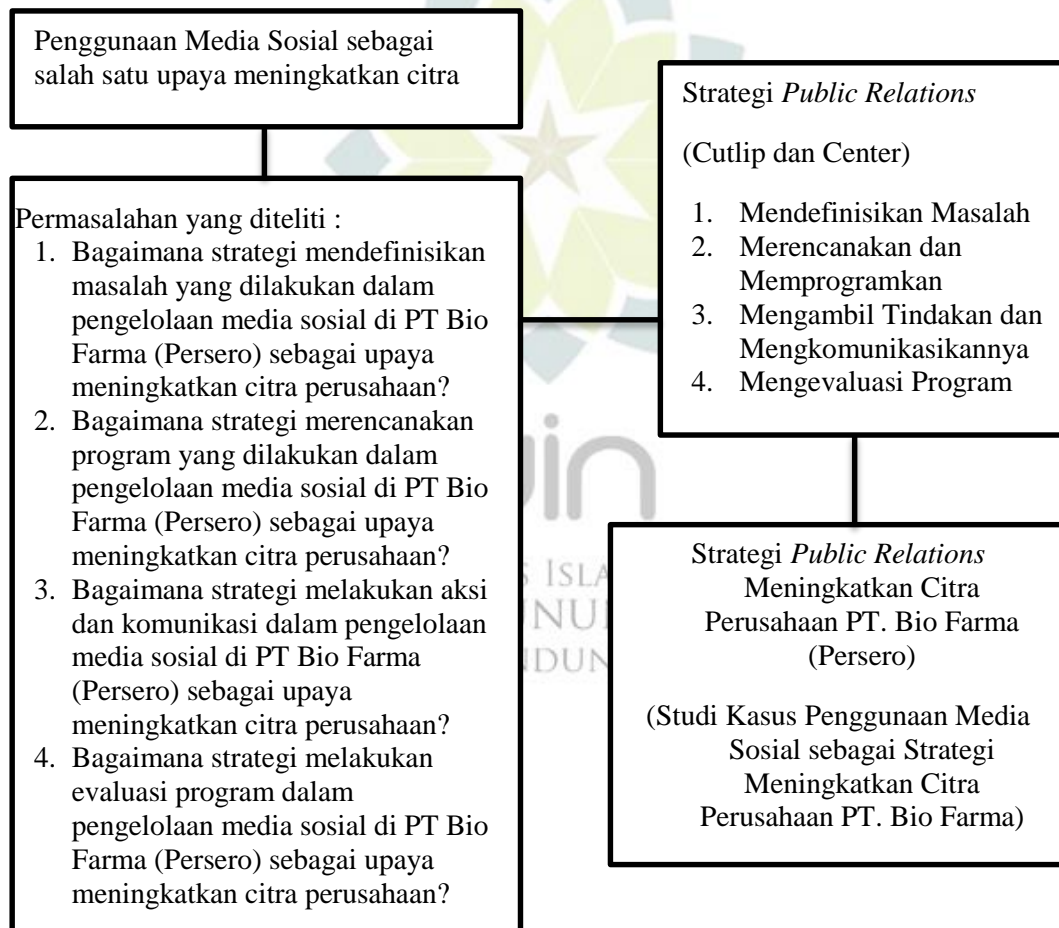 Penggunaan Media Sosial sebagai
salah satu upaya meningkatkan citra
Permasalahan yang diteliti :
1. Bagaimana strategi mendefinisikan
masalah yang dilakukan dalam
pengelolaan media sosial di PT Bio
Farma (Persero) sebagai upaya
meningkatkan citra perusahaan?
2. Bagaimana strategi merencanakan
program yang dilakukan dalam
pengelolaan media sosial di PT Bio
Farma (Persero) sebagai upaya
meningkatkan citra perusahaan?
3. Bagaimana strategi melakukan aksi
dan komunikasi dalam pengelolaan
media sosial di PT Bio Farma
(Persero) sebagai upaya
meningkatkan citra perusahaan?
4. Bagaimana strategi melakukan
evaluasi program dalam
pengelolaan media sosial di PT Bio
Farma (Persero) sebagai upaya
meningkatkan citra perusahaan?
Strategi Public Relations
(Cutlip dan Center)
1. Mendefinisikan Masalah
2. Merencanakan dan
Memprogramkan
3. Mengambil Tindakan dan
Mengkomunikasikannya
4. Mengevaluasi Program
Strategi Public Relations
Meningkatkan Citra
Perusahaan PT. Bio Farma
(Persero)
(Studi Kasus Penggunaan Media
Sosial sebagai Strategi
Meningkatkan Citra
Perusahaan PT. Bio Farma)